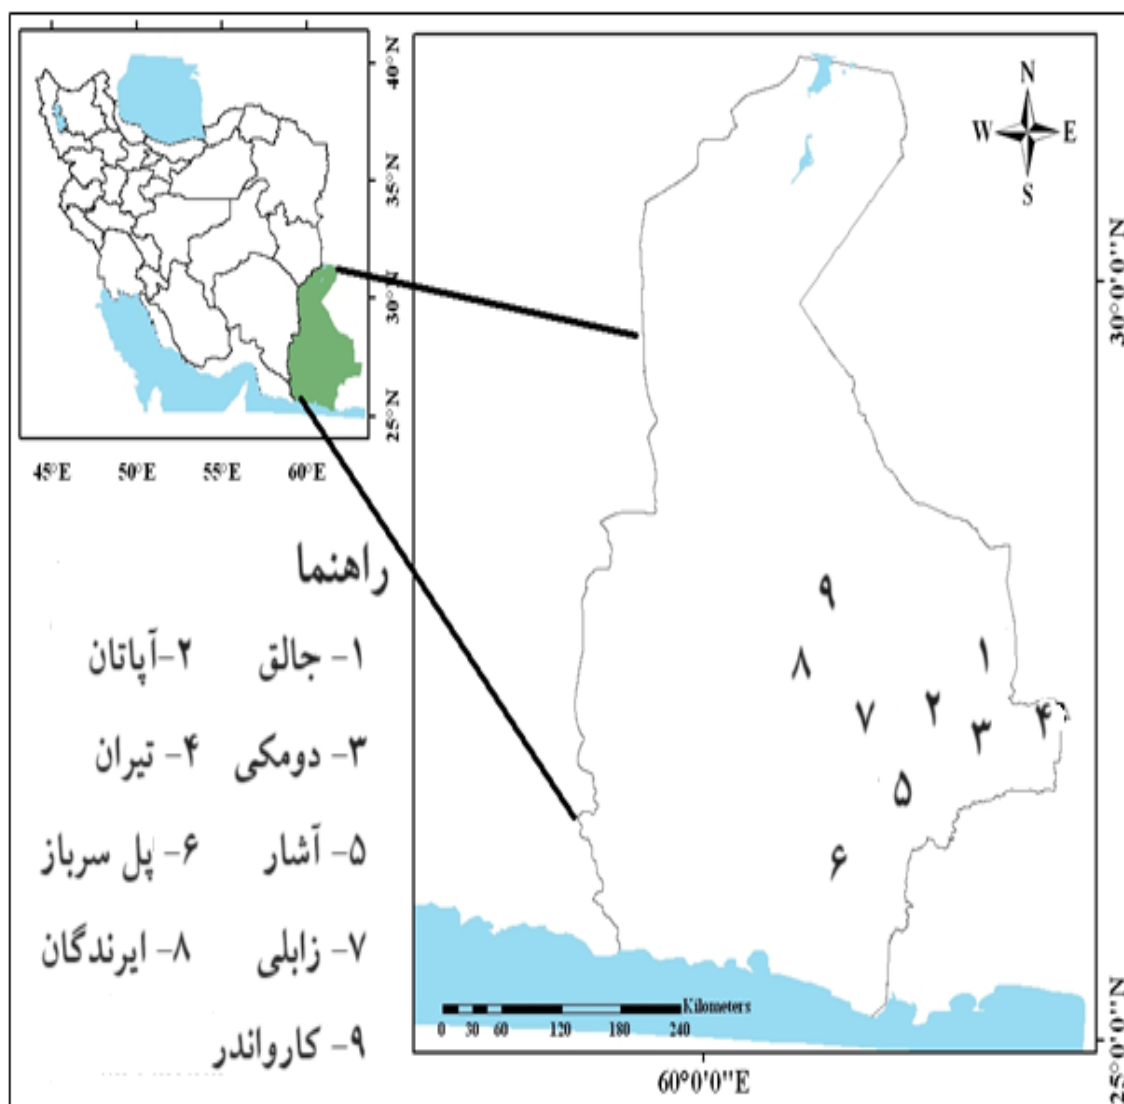 40°N
35°N
30°N
25°N
45°E 50°E 55°E 60°E
راهنما
۱- جالق ۲-آپاتان
۳- دومکی ۴- تیران
۵- آشار ۶- پل سرباز
۷- زابلی ۸- ایرندگان
۹- کارواندر
N
W E
S
30°0'0"N
۹
۱
۸
۷ ۲ ۳ ۴
۵
۶
Kilometers
0 30 60 120 180 240
25°0'0"N
60°0'0"E